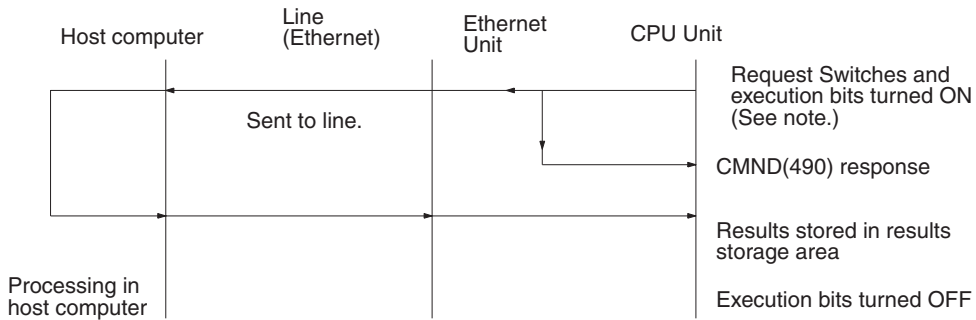 Host computer
Line
(Ethernet)
Ethernet
Unit
CPU Unit
Request Switches and
execution bits turned ON
(See note.)
Sent to line.
CMND(490) response
Results stored in results
storage area
Processing in
host computer
Execution bits turned OFF